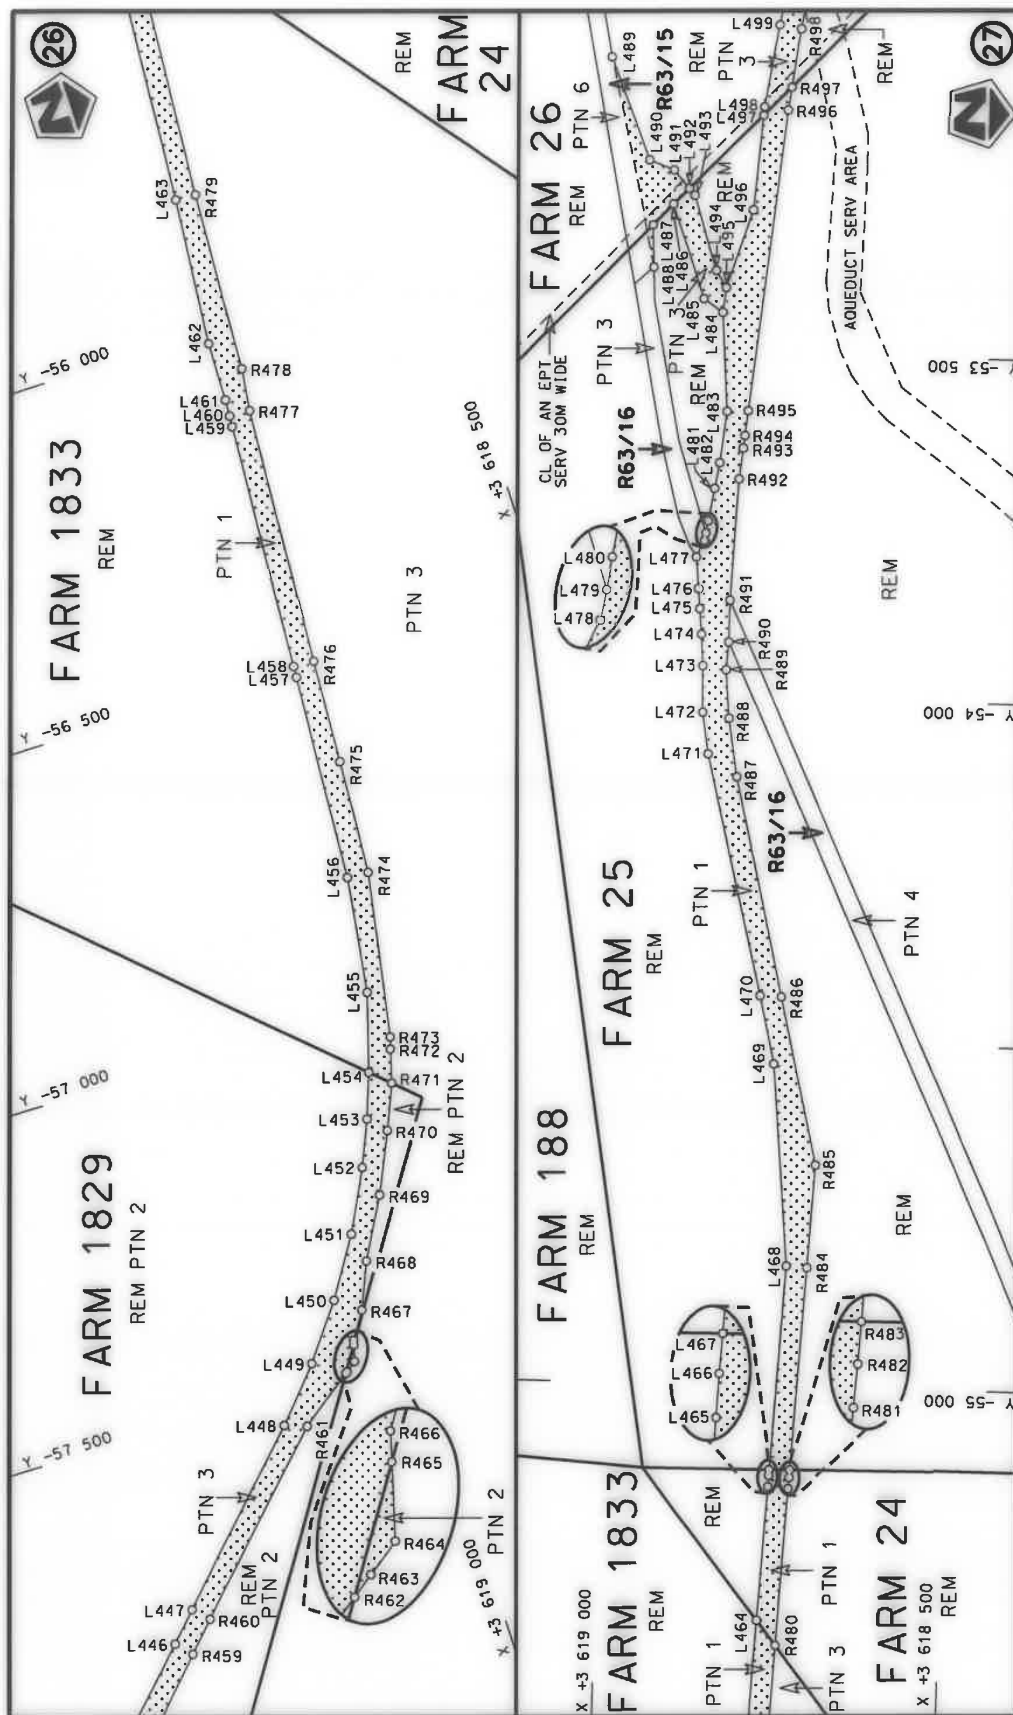 26
N
FARM 1833
REM
PTN 1
PTN 3
FARM 24
REM
FARM 1829
REM PTN 2
PTN 3
REM PTN 2
REM PTN 2
PTN 2
Y -56 000
Y -56 500
Y -57 000
Y -57 500
X +3 618 500
X +3 619 000
L463
L462
L461
L460
L459
L458
L457
L456
L455
L454
L453
L452
L451
L450
L449
L448
L447
L446
R479
R478
R477
R476
R475
R474
R473
R472
R471
R470
R469
R468
R467
R461
R466
R465
R464
R463
R462
R460
R459
27
N
FARM 26
REM
PTN 6
R63/15
REM
PTN 3
REM
AQUEDUCT SERV AREA
CL OF AN EPT
SERV 30M WIDE
PTN 3
R63/16
PTN 3
REM
REM
REM
R63/16
PTN 4
FARM 25
REM
PTN 1
FARM 188
REM
REM
FARM 1833
REM
REM
PTN 1
PTN 3
PTN 1
FARM 24
REM
Y -53 500
Y -54 000
Y -55 000
X +3 619 000
X +3 618 500
L499
L498
L497
L496
L495
L494
L493
L492
L491
L490
L489
L488
L487
L486
L485
L484
L483
L482
L481
L480
L479
L478
L477
L476
L475
L474
L473
L472
L471
L470
L469
L468
L467
L466
L465
L464
R498
R497
R496
R495
R494
R493
R492
R491
R490
R489
R488
R487
R486
R485
R484
R483
R482
R481
R480